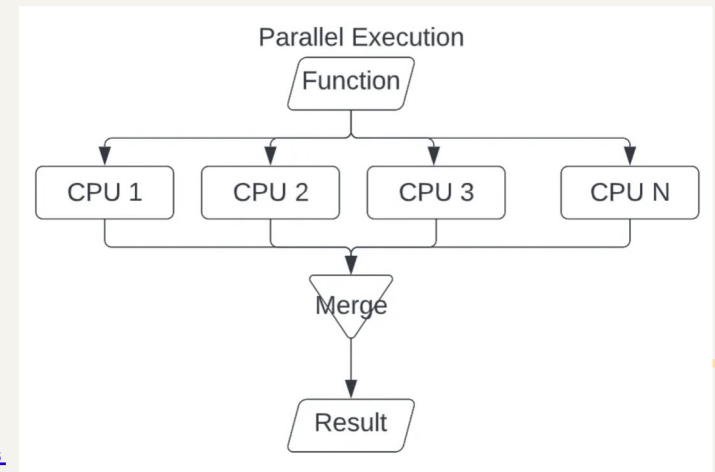 Parallel Execution
Function
CPU 1
CPU 2
CPU 3
CPU N
Merge
Result